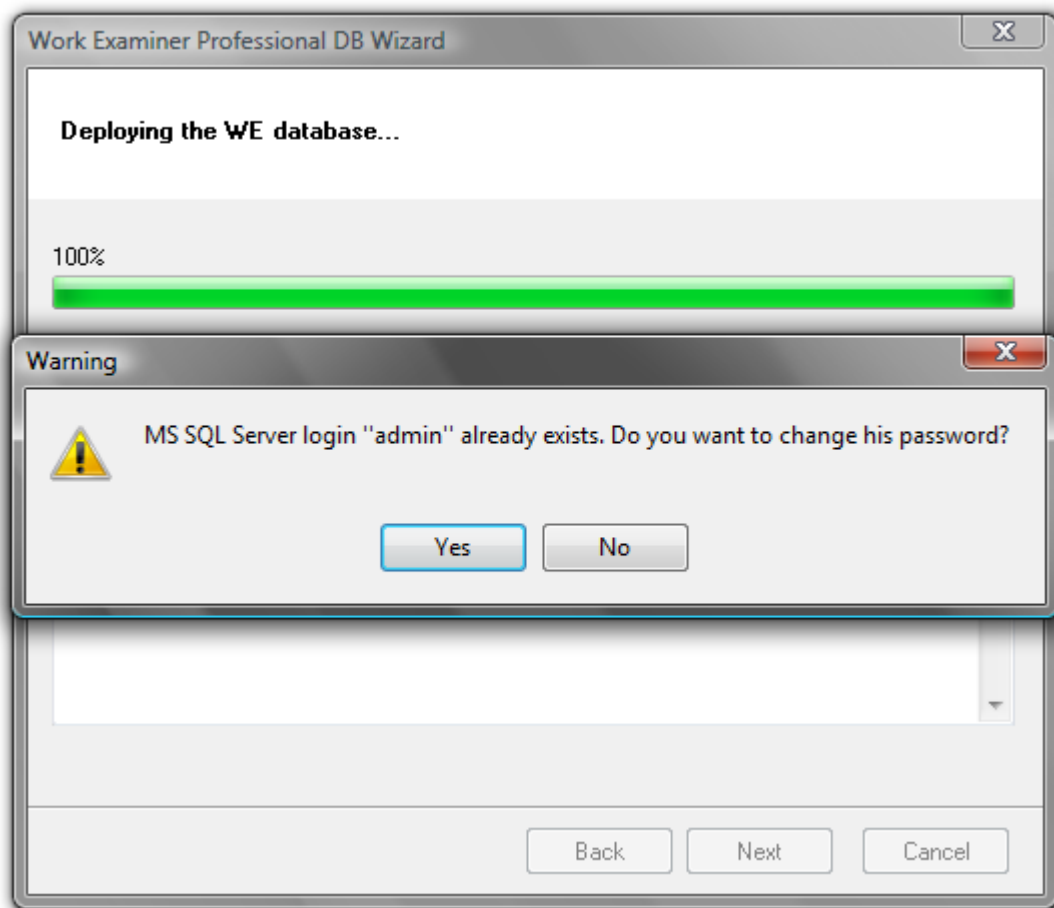 Work Examiner Professional DB Wizard
Deploying the WE database...
100%
Warning
MS SQL Server login "admin" already exists. Do you want to change his password?
Yes No
Back Next Cancel